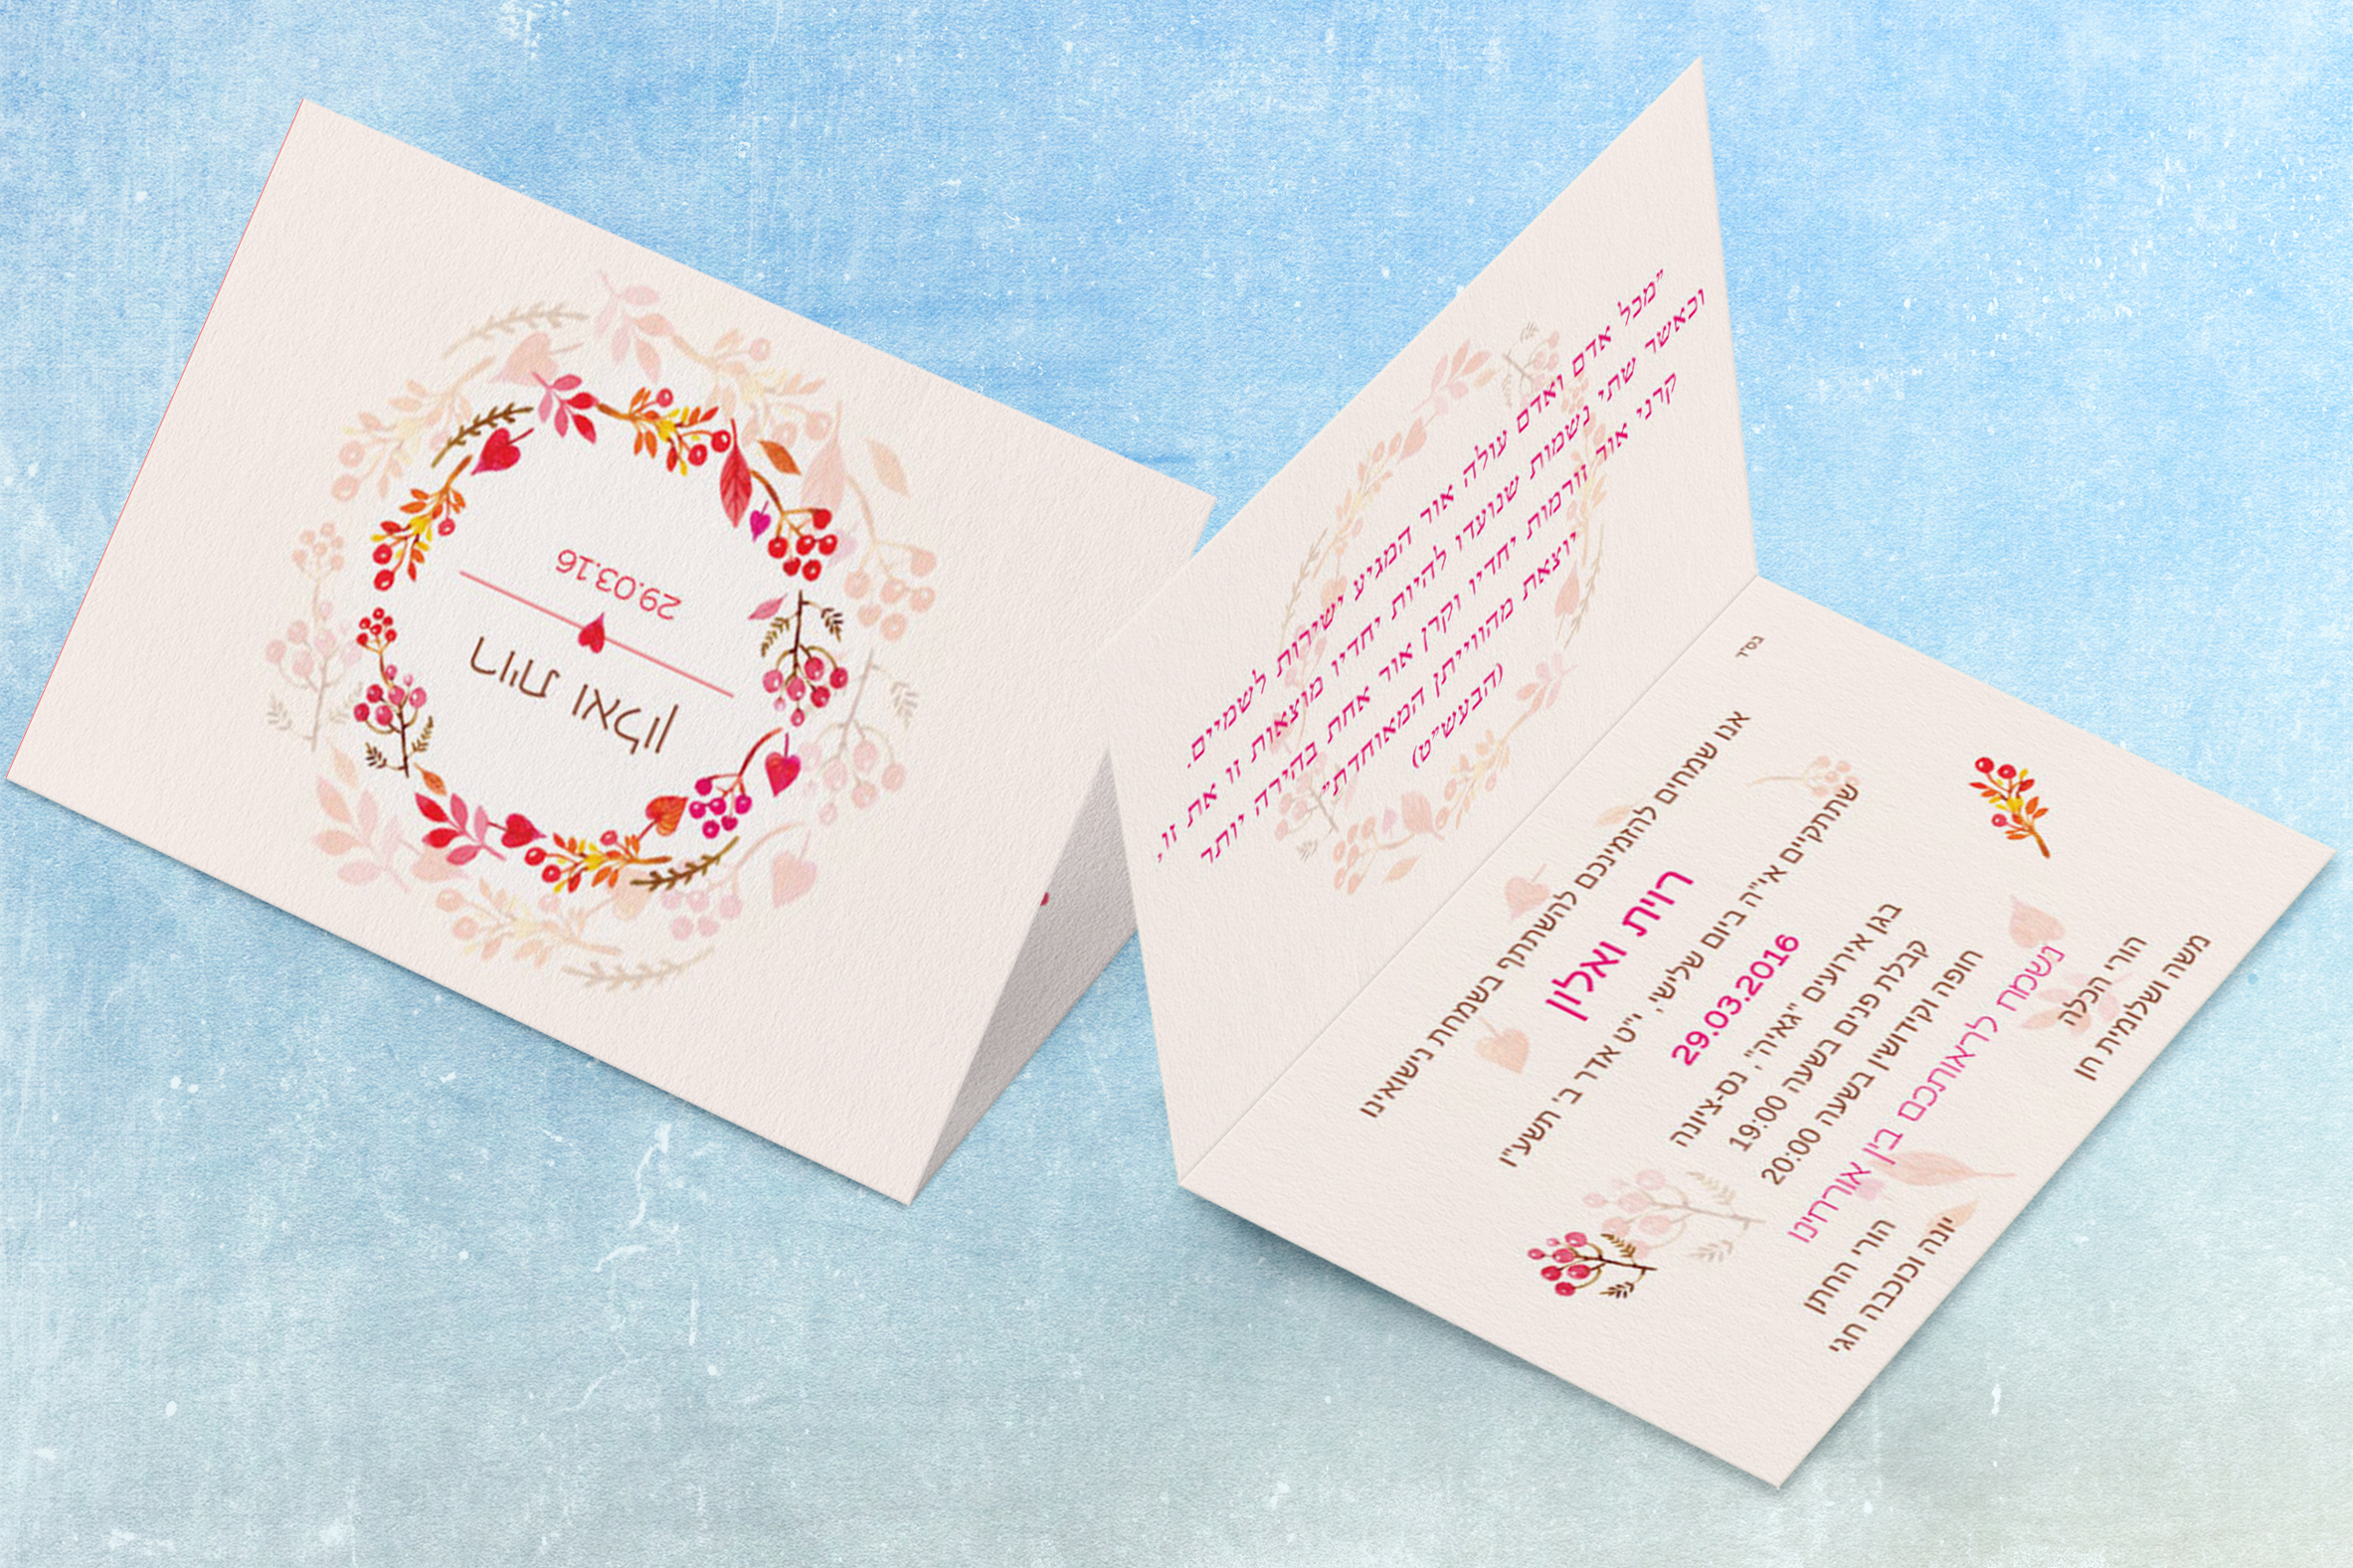 רוית ואלון
29.03.16
"מכל אדם ואדם עולה אור המגיע ישירות לשמיים.
וכאשר שתי נשמות שנועדו להיות יחדיו מוצאות זו את זו,
קרני אור זורמות יחדיו וקרן אור אחת בהירה יותר
יוצאת מהווייתן המאוחדת"
(הבעש"ט)
בס"ד
אנו שמחים להזמינכם להשתתף בשמחת נישואינו
רוית ואלון
שתתקיים אי"ה ביום שלישי, י"ט אדר ב' תשע"ו
29.03.2016
בגן אירועים "גאיה", נס-ציונה
קבלת פנים בשעה 19:00
חופה וקידושין בשעה 20:00
נשמח לראותכם בין אורחינו
הורי הכלה
משה ושלומית חן
הורי החתן
יונה וכוכבה חגי